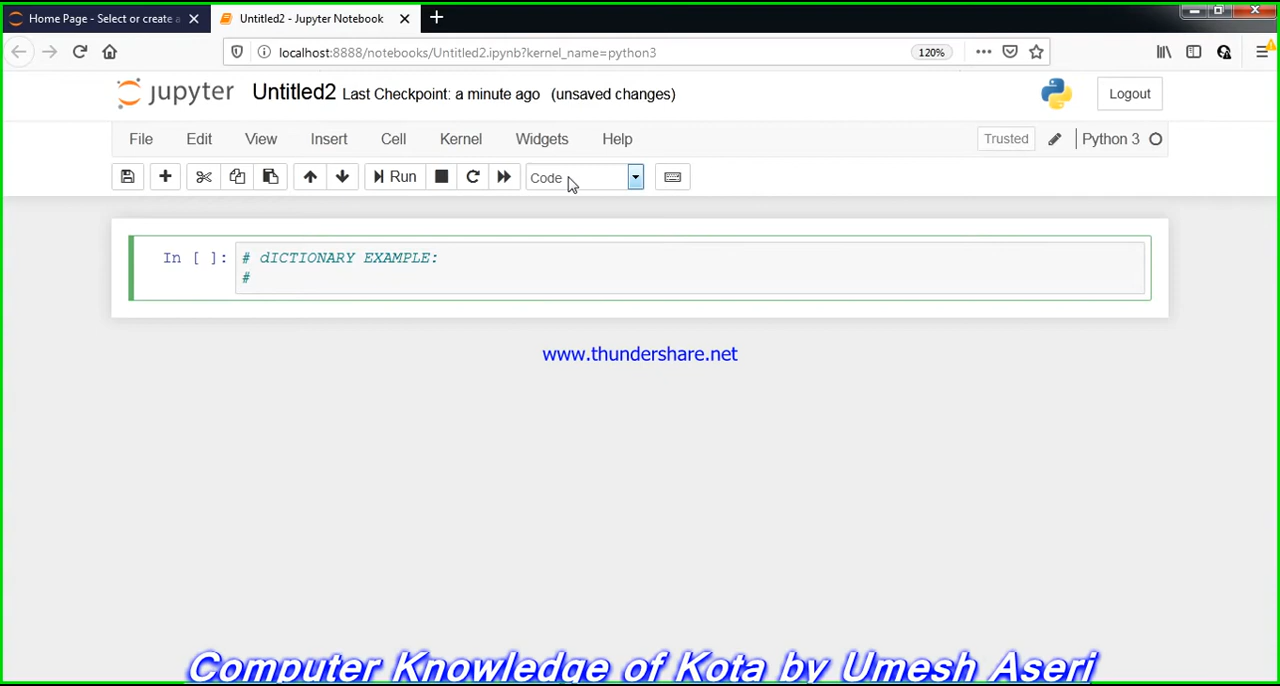 Home Page - Select or create a
Untitled2 - Jupyter Notebook
localhost:8888/notebooks/Untitled2.ipynb?kernel_name=python3
120%
jupyter Untitled2 Last Checkpoint: a minute ago (unsaved changes)
Logout
File Edit View Insert Cell Kernel Widgets Help
Trusted
Python 3
Run
Code
In [ ]: # dICTIONARY EXAMPLE:
#
www.thundershare.net
Computer Knowledge of Kota by Umesh Aseri